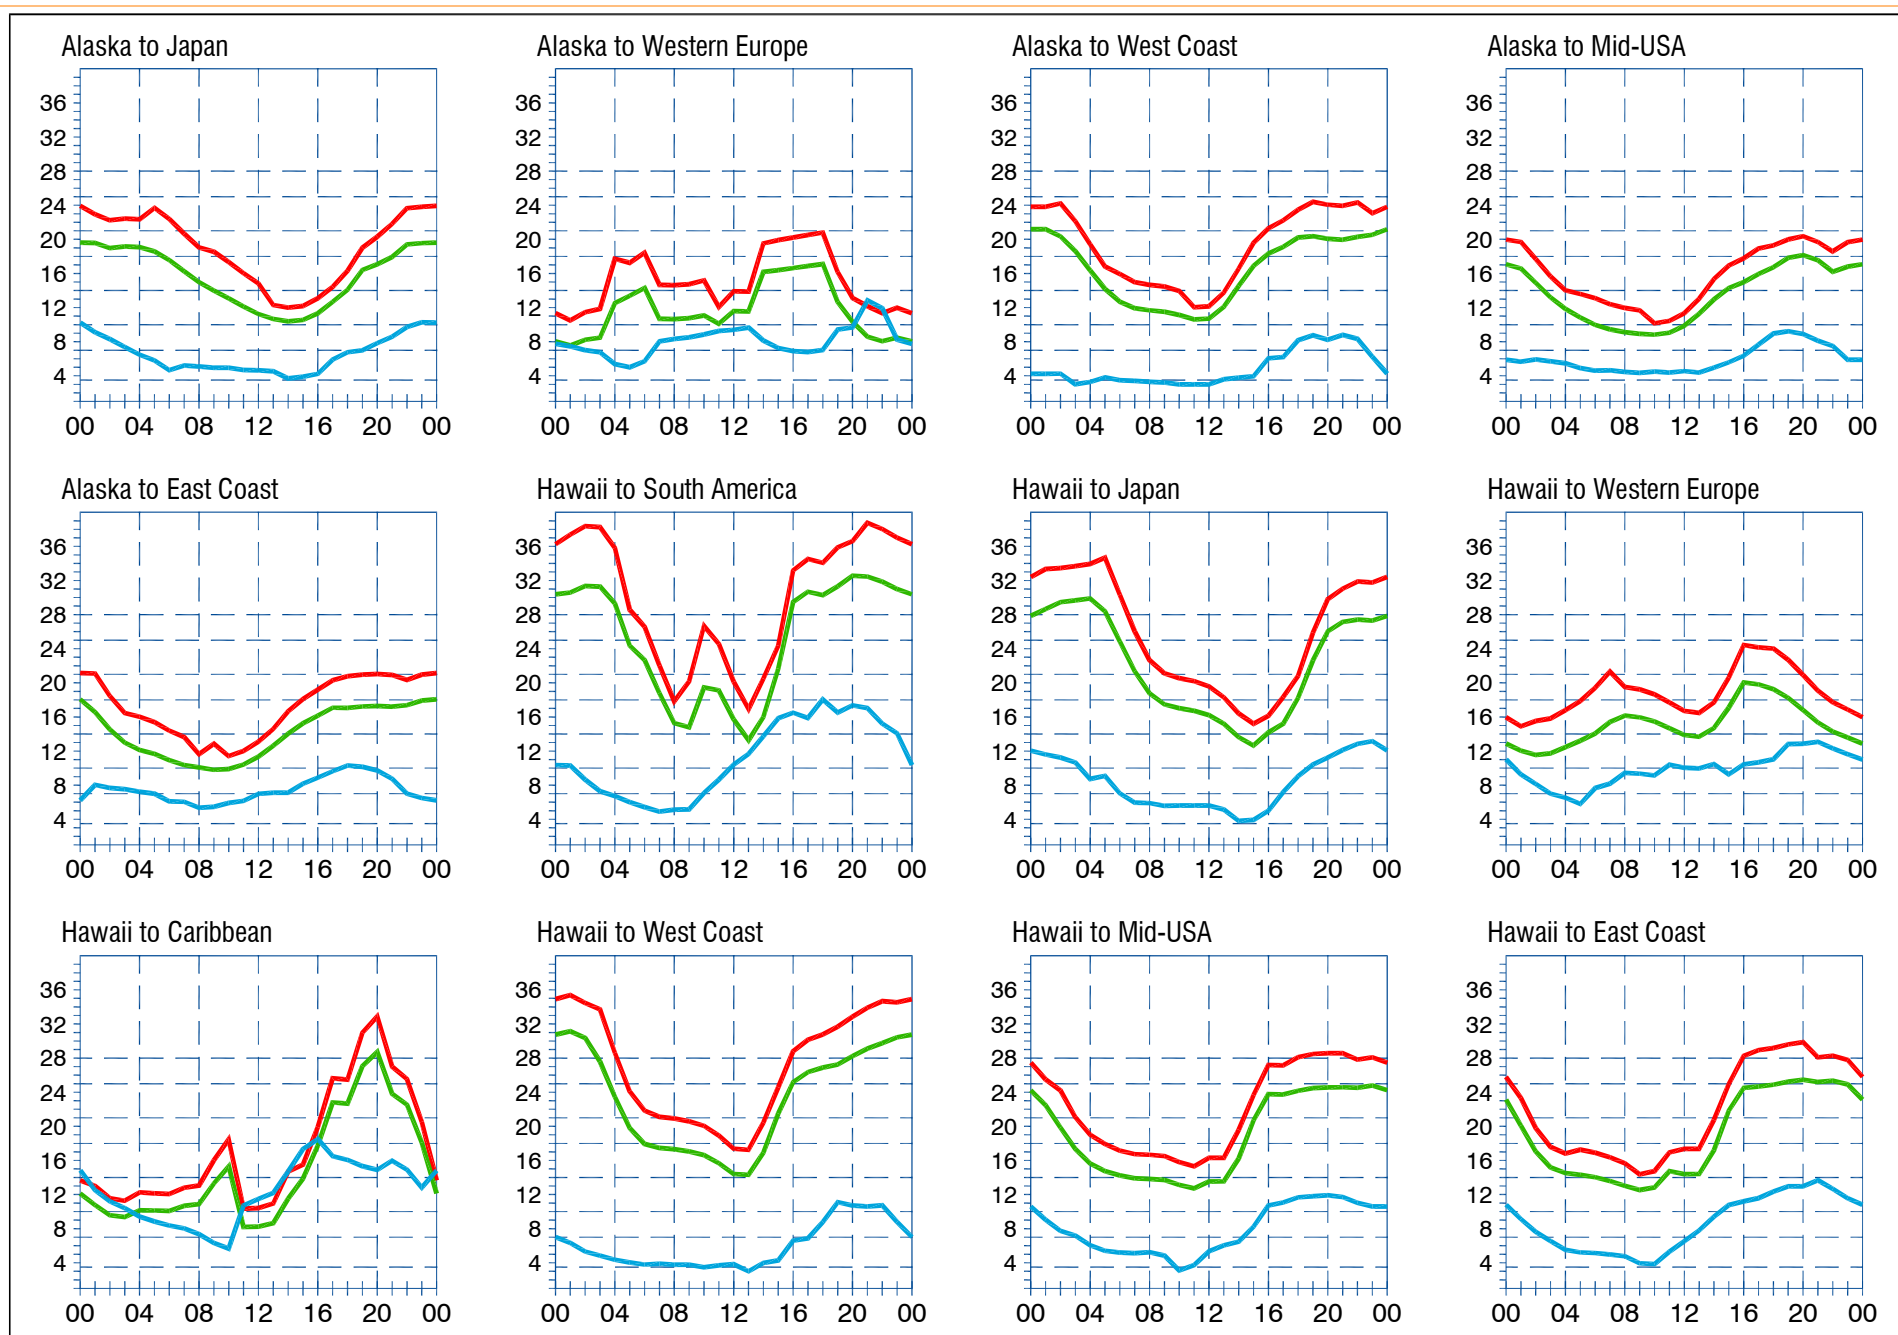 Alaska to Japan Alaska to Western Europe Alaska to West Coast Alaska to Mid-USA
36 36 36 36
32 32 32 32
28 28 28 28
24 24 24 24
20 20 20 20
16 16 16 16
12 12 12 12
8 8 8 8
4 4 4 4
00 04 08 12 16 20 00 00 04 08 12 16 20 00 00 04 08 12 16 20 00 00 04 08 12 16 20 00
Alaska to East Coast Hawaii to South America Hawaii to Japan Hawaii to Western Europe
36 36 36 36
32 32 32 32
28 28 28 28
24 24 24 24
20 20 20 20
16 16 16 16
12 12 12 12
8 8 8 8
4 4 4 4
00 04 08 12 16 20 00 00 04 08 12 16 20 00 00 04 08 12 16 20 00 00 04 08 12 16 20 00
Hawaii to Caribbean Hawaii to West Coast Hawaii to Mid-USA Hawaii to East Coast
36 36 36 36
32 32 32 32
28 28 28 28
24 24 24 24
20 20 20 20
16 16 16 16
12 12 12 12
8 8 8 8
4 4 4 4
00 04 08 12 16 20 00 00 04 08 12 16 20 00 00 04 08 12 16 20 00 00 04 08 12 16 20 00